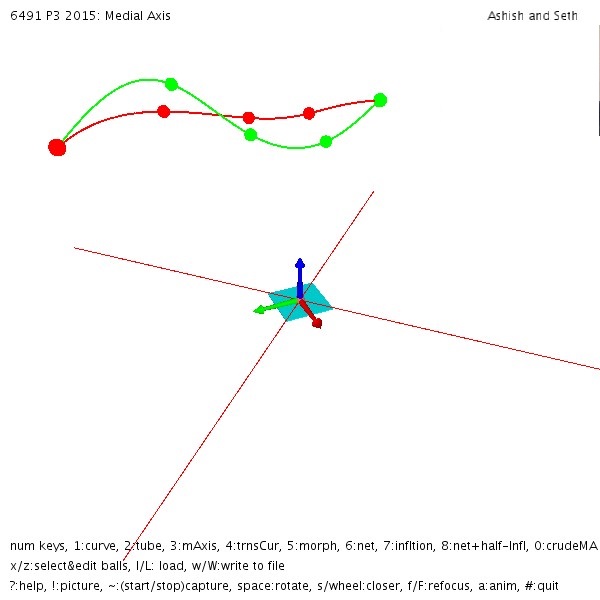 6491 P3 2015: Medial Axis
Ashish and Seth
num keys, 1:curve, 2:tube, 3:mAxis, 4:trnsCur, 5:morph, 6:net, 7:infltion, 8:net+half-Infl, 0:crudeMA
x/z:select&edit balls, l/L: load, w/W:write to file
?:help, !:picture, ~:(start/stop)capture, space:rotate, s/wheel:closer, f/F:refocus, a:anim, #:quit